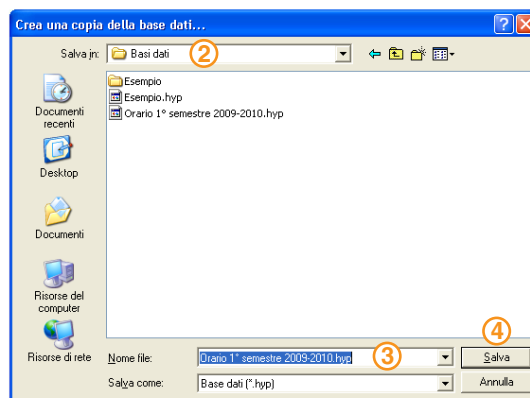 Crea una copia della base dati...
Salva in: Basi dati 2
Esempio
Esempio.hyp
Orario 1° semestre 2009-2010.hyp
Documenti recenti
Desktop
Documenti
Risorse del computer
Risorse di rete
4
Nome file: Orario 1° semestre 2009-2010.hyp 3 Salva
Salva come: Base dati (*.hyp) Annulla